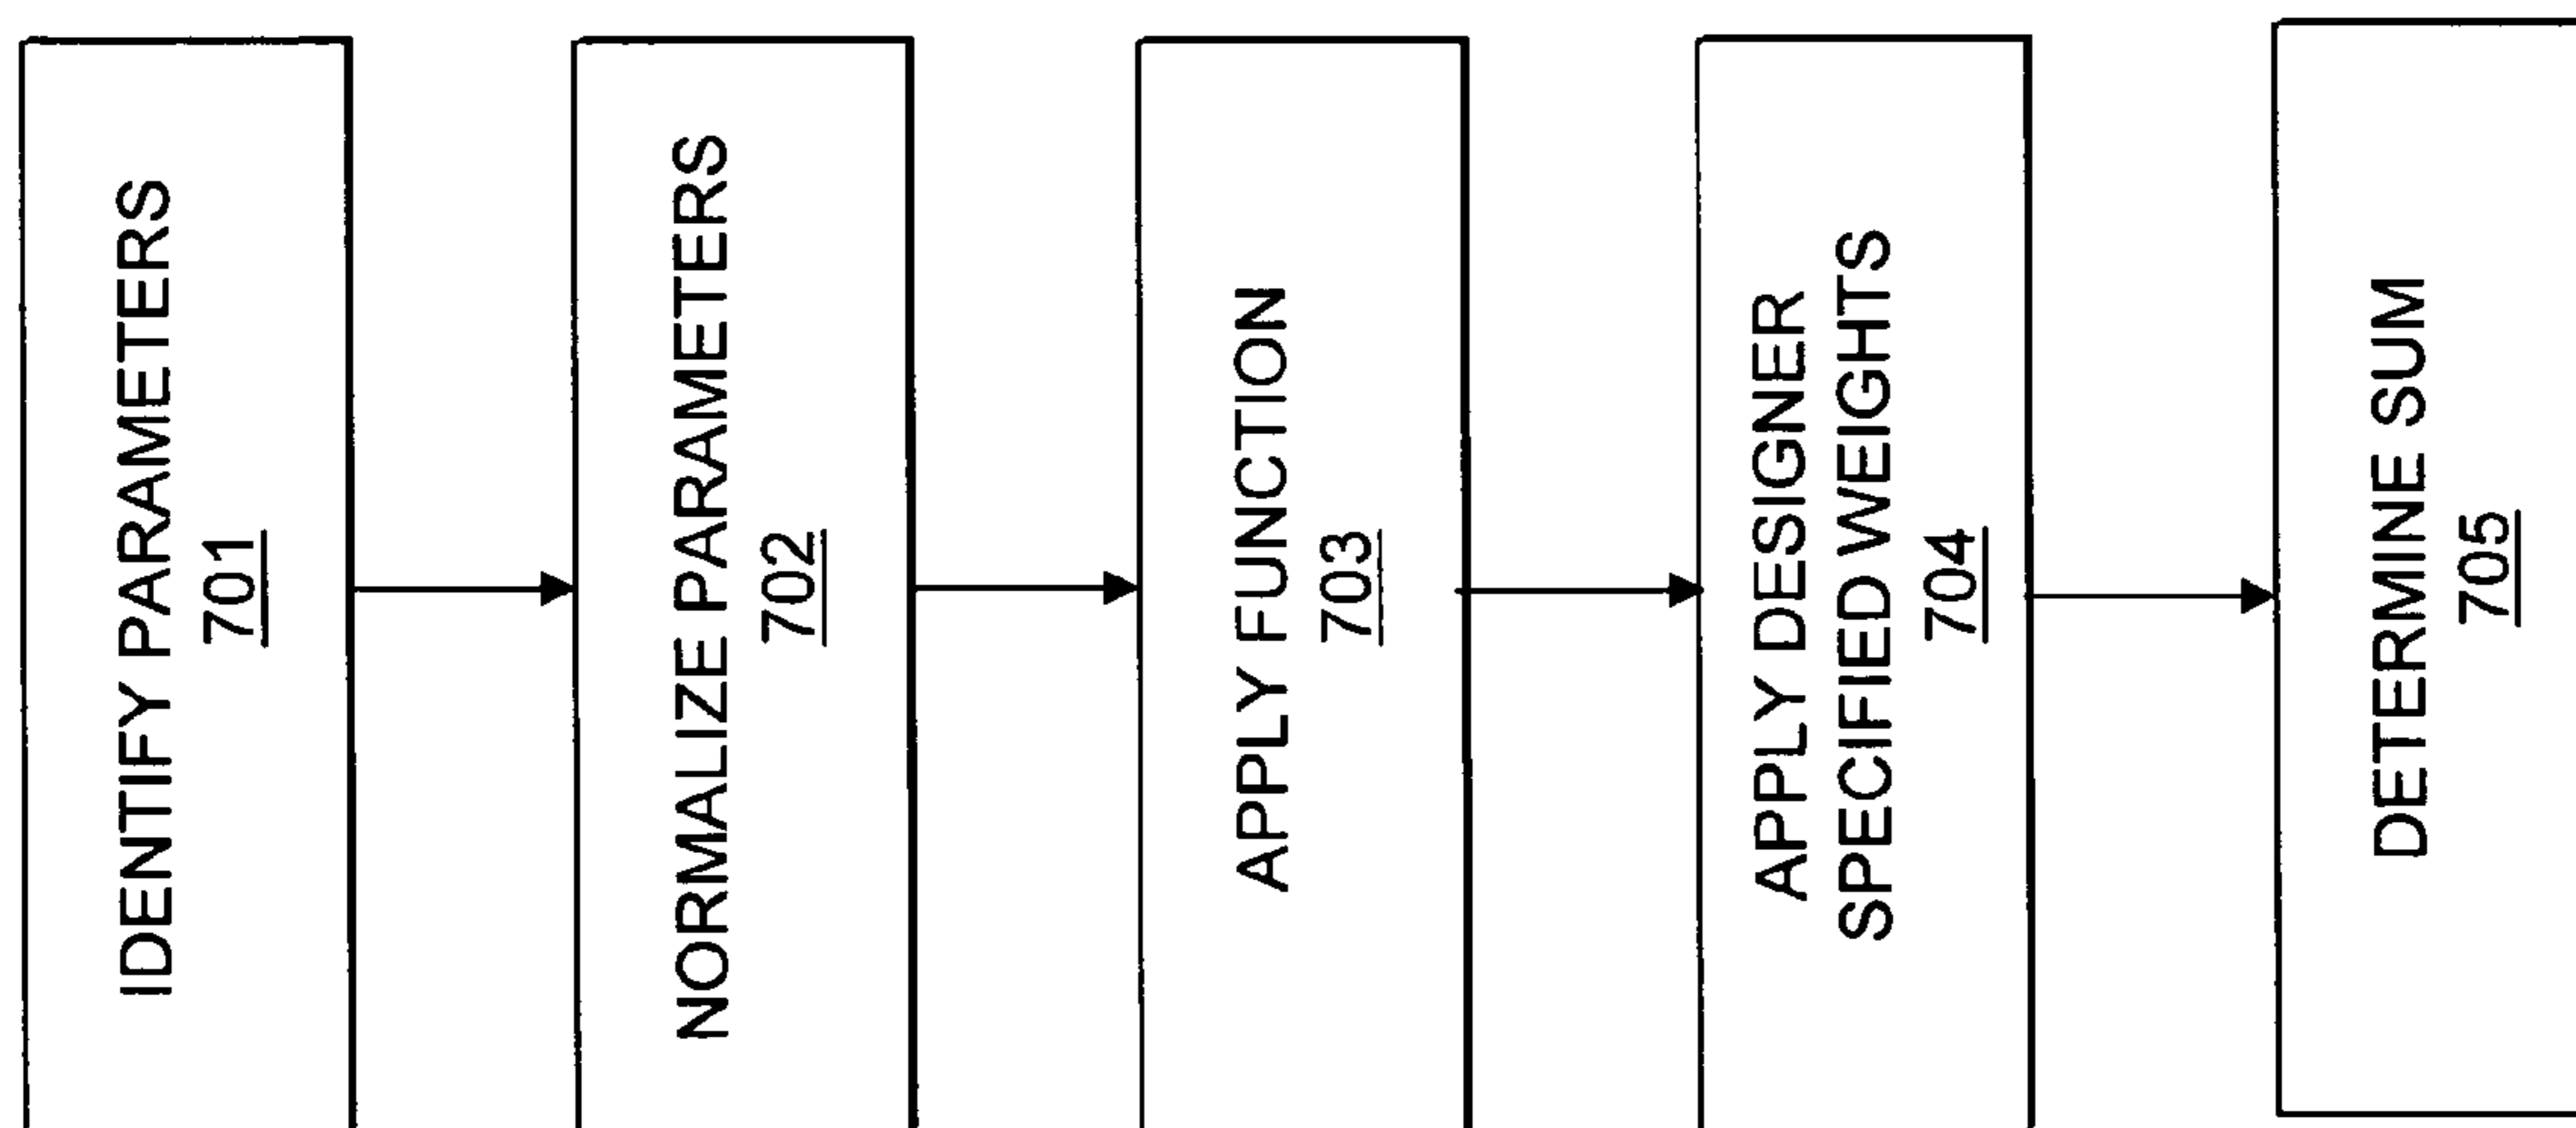 IDENTIFY PARAMETERS
701
NORMALIZE PARAMETERS
702
APPLY FUNCTION
703
APPLY DESIGNER
SPECIFIED WEIGHTS
704
DETERMINE SUM
705